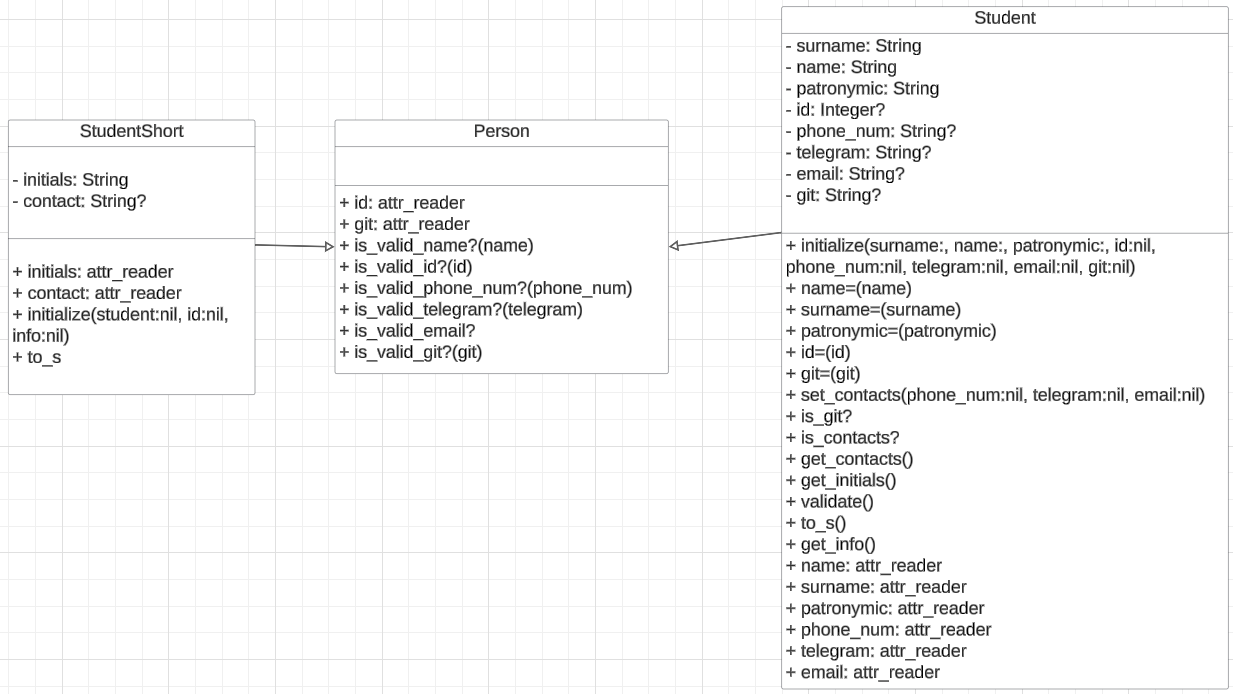 StudentShort
- initials: String
- contact: String?
+ initials: attr_reader
+ contact: attr_reader
+ initialize(student:nil, id:nil,
info:nil)
+ to_s
Person
+ id: attr_reader
+ git: attr_reader
+ is_valid_name?(name)
+ is_valid_id?(id)
+ is_valid_phone_num?(phone_num)
+ is_valid_telegram?(telegram)
+ is_valid_email?
+ is_valid_git?(git)
Student
- surname: String
- name: String
- patronymic: String
- id: Integer?
- phone_num: String?
- telegram: String?
- email: String?
- git: String?
+ initialize(surname:, name:, patronymic:, id:nil,
phone_num:nil, telegram:nil, email:nil, git:nil)
+ name=(name)
+ surname=(surname)
+ patronymic=(patronymic)
+ id=(id)
+ git=(git)
+ set_contacts(phone_num:nil, telegram:nil, email:nil)
+ is_git?
+ is_contacts?
+ get_contacts()
+ get_initials()
+ validate()
+ to_s()
+ get_info()
+ name: attr_reader
+ surname: attr_reader
+ patronymic: attr_reader
+ phone_num: attr_reader
+ telegram: attr_reader
+ email: attr_reader